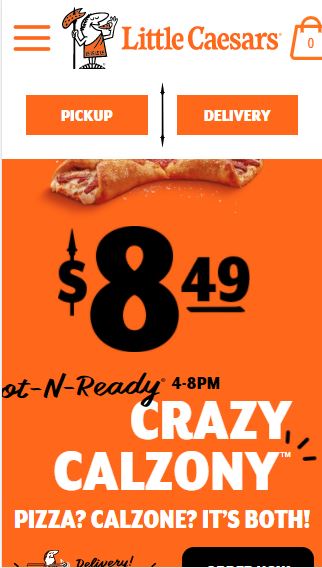 Little Caesars
0
PICKUP
DELIVERY
$8.49
ot-N-Ready® 4-8PM
CRAZY
CALZONY™
PIZZA? CALZONE? IT'S BOTH!
Delivery!